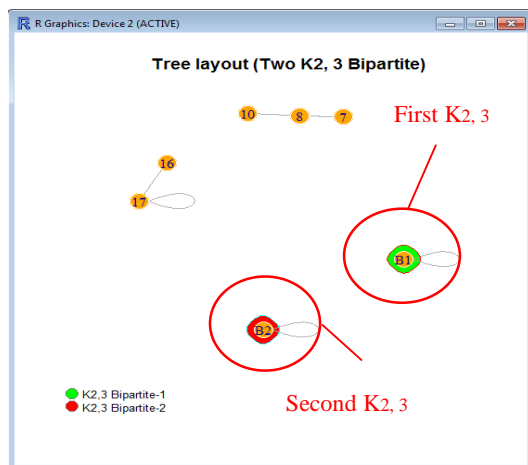 R Graphics: Device 2 (ACTIVE)
Tree layout (Two K2, 3 Bipartite)
10 8 7
First K2, 3
16
17
B1
B2
K2,3 Bipartite-1
K2,3 Bipartite-2
Second K2, 3